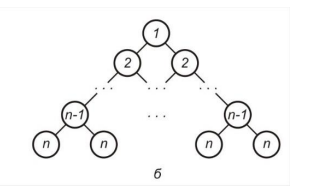 1
2 2
... ... ...
n-1 ... n-1
n n n n
б